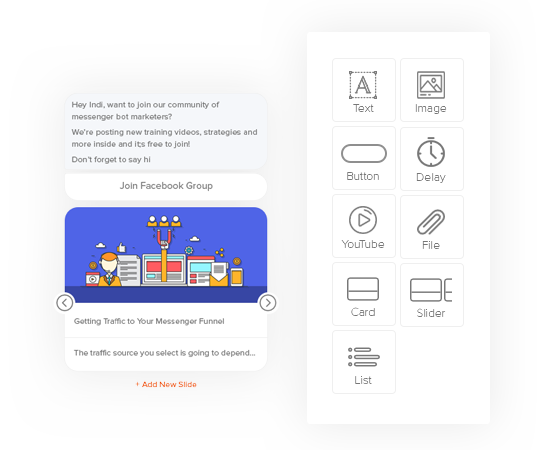 Hey Indi, want to join our community of
messenger bot marketers?
We're posting new training videos, strategies and
more inside and it;s free to join!
Don't forget to say hi
Join Facebook Group
Getting Traffic to Your Messenger Funnel
The traffic source you select is going to depend...
+ Add New Slide
A
Text
Image
Button
Delay
YouTube
File
Card
Slider
List